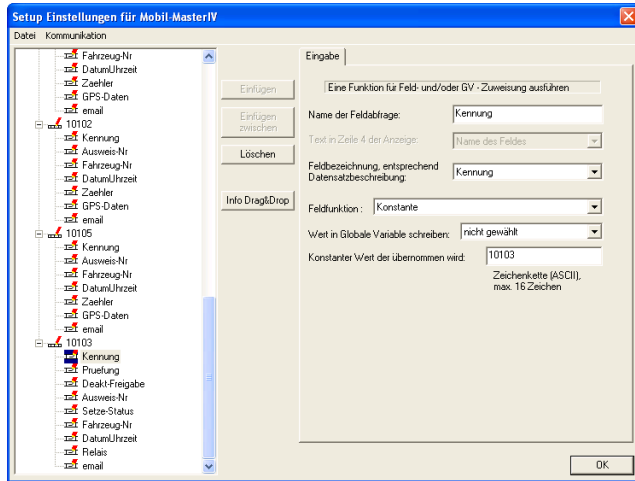 Setup Einstellungen für Mobil-MasterIV
Datei Kommunikation
Fahrzeug-Nr
DatumUhrzeit
Zaehler
GPS-Daten
email
10102
Kennung
Ausweis-Nr
Fahrzeug-Nr
DatumUhrzeit
Zaehler
GPS-Daten
email
10105
Kennung
Ausweis-Nr
Fahrzeug-Nr
DatumUhrzeit
Zaehler
GPS-Daten
email
10103
Kennung
Pruefung
Deakt-Freigabe
Ausweis-Nr
Setze-Status
Fahrzeug-Nr
DatumUhrzeit
Relais
email
Einfügen
Einfügen
zwischen
Löschen
Info Drag&Drop
Eingabe
Eine Funktion für Feld- und/oder GV - Zuweisung ausführen
Name der Feldabfrage: Kennung
Text in Zeile 4 der Anzeige: Name des Feldes
Feldbezeichnung, entsprechend
Datensatzbeschreibung: Kennung
Feldfunktion : Konstante
Wert in Globale Variable schreiben: nicht gewählt
Konstanter Wert der übernommen wird: 10103
Zeichenkette (ASCII),
max. 16 Zeichen
OK